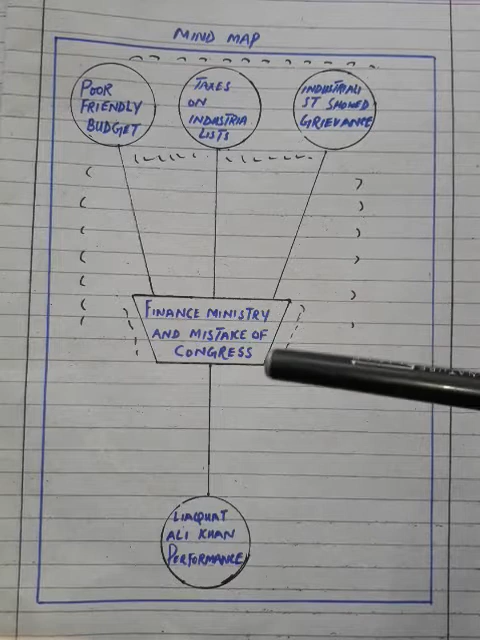 MIND MAP
POOR
FRIENDLY
BUDGET
TAXES
ON
INDUSTRIA
LISTS
INDUSTRIALI
ST SHOWED
GRIEVANCE
FINANCE MINISTRY
AND MISTAKE OF
CONGRESS
LIAQUAT
ALI KHAN
PERFORMANCE